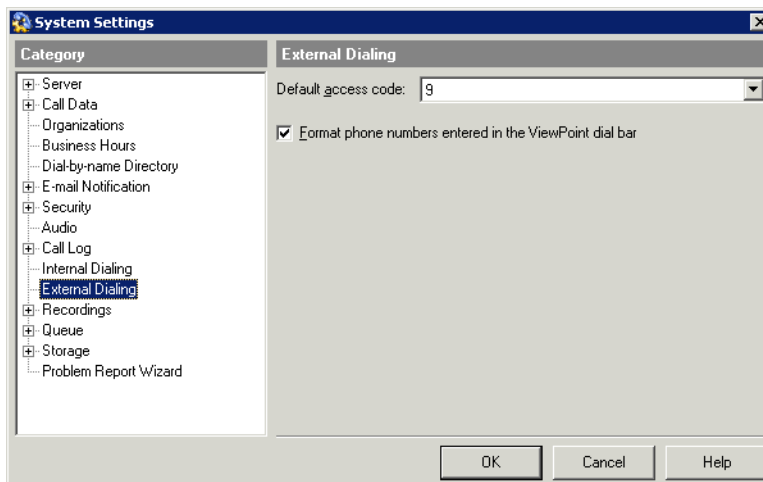 System Settings
Category
Server
Call Data
Organizations
Business Hours
Dial-by-name Directory
E-mail Notification
Security
Audio
Call Log
Internal Dialing
External Dialing
Recordings
Queue
Storage
Problem Report Wizard
External Dialing
Default access code: 9
Format phone numbers entered in the ViewPoint dial bar
OK Cancel Help